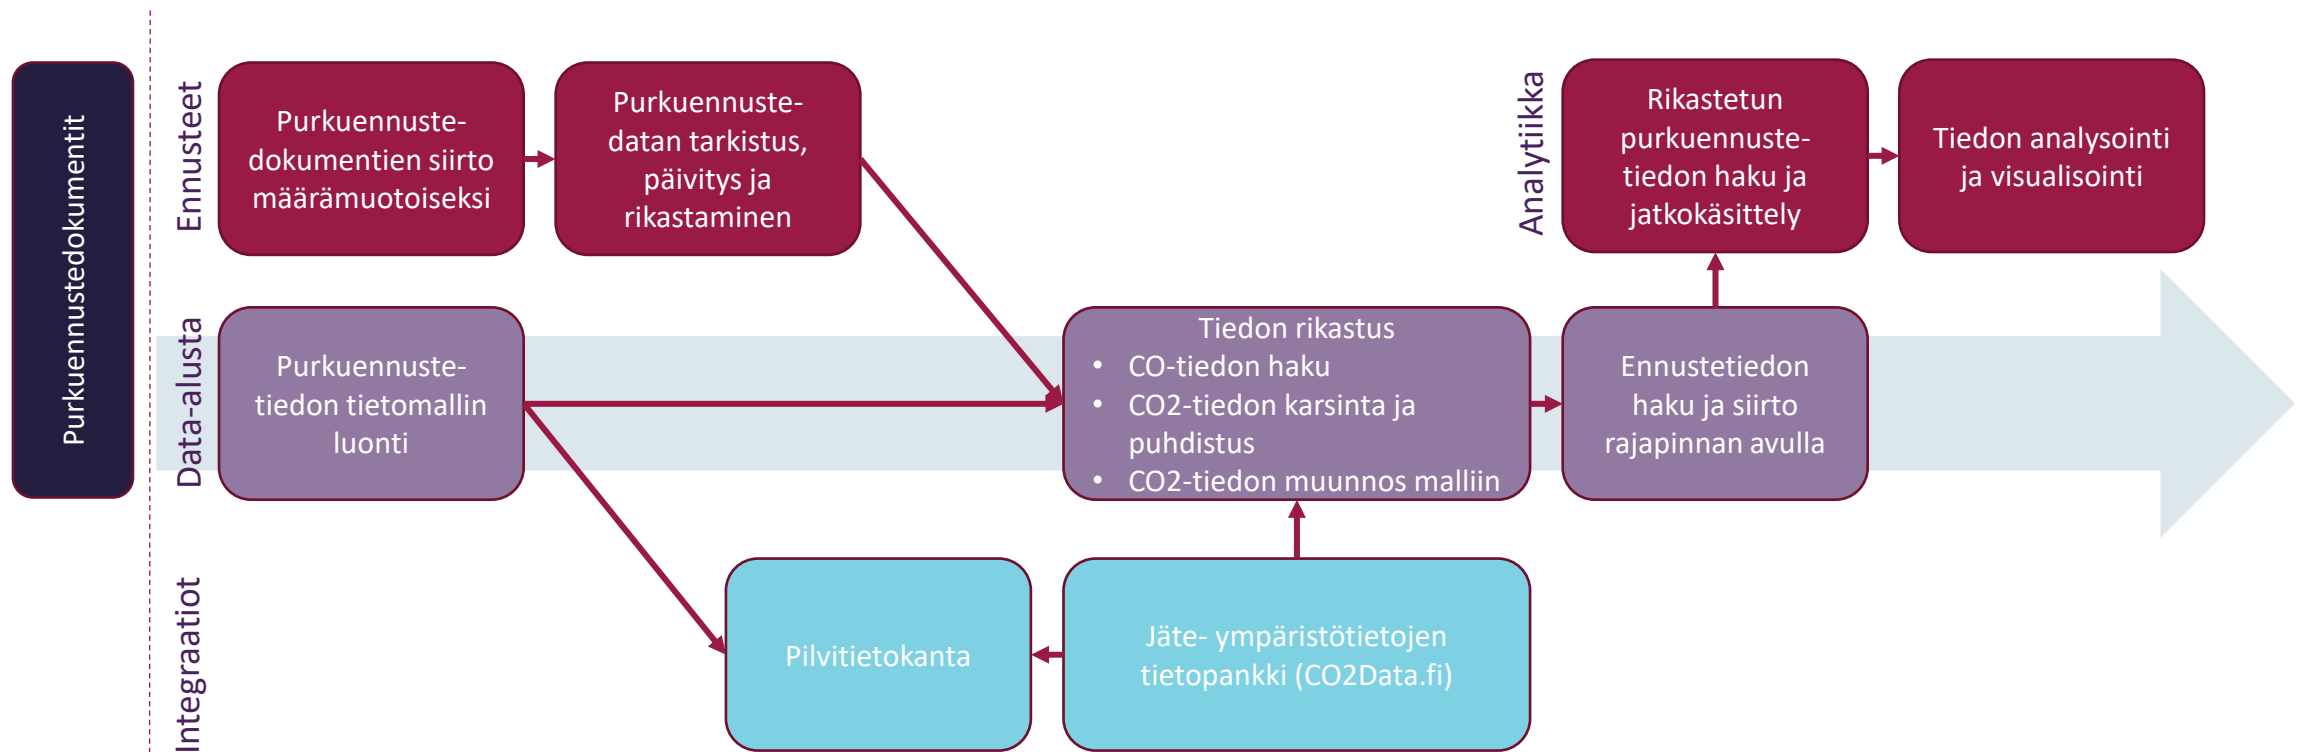 Purkuennustedokumentit
Ennusteet
Purkuennuste-
dokumentien siirto
määrämuotoiseksi
Purkuennuste-
datan tarkistus,
päivitys ja
rikastaminen
Analytiikka
Rikastetun
purkuennuste-
tiedon haku ja
jatkokäsittely
Tiedon analysointi
ja visualisointi
Data-alusta
Purkuennuste-
tiedon tietomallin
luonti
Tiedon rikastus
• CO-tiedon haku
• CO2-tiedon karsinta ja
puhdistus
• CO2-tiedon muunnos malliin
Ennustetiedon
haku ja siirto
rajapinnan avulla
Integraatiot
Pilvitietokanta
Jäte- ympäristötietojen
tietopankki (CO2Data.fi)